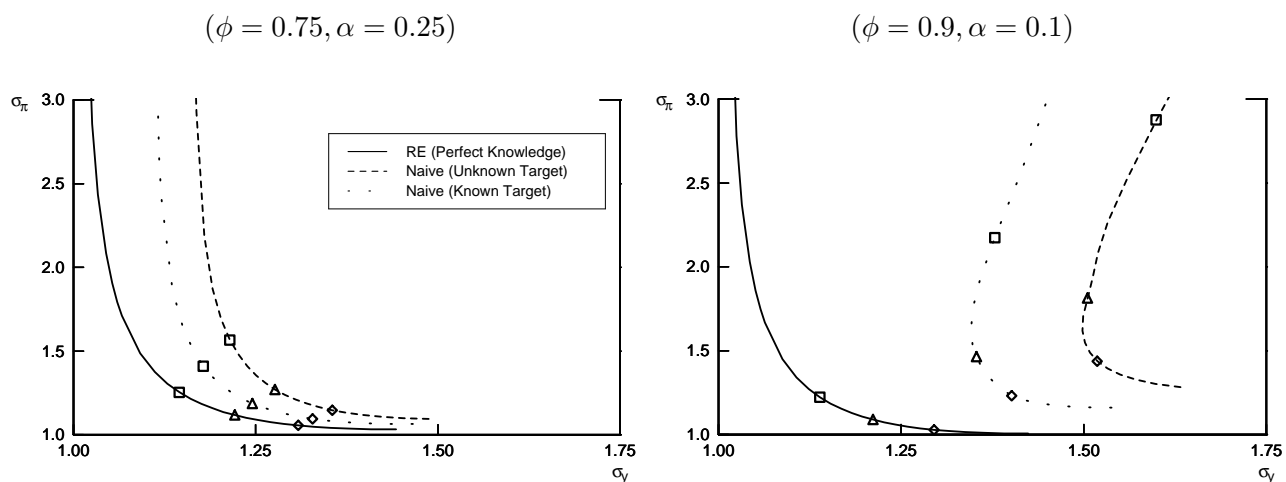 (ϕ = 0.75, α = 0.25)
(ϕ = 0.9, α = 0.1)
σπ
3.0
2.5
2.0
1.5
1.0
RE (Perfect Knowledge)
Naive (Unknown Target)
Naive (Known Target)
1.00
1.25
1.50
1.75
σy
σπ
3.0
2.5
2.0
1.5
1.0
1.00
1.25
1.50
1.75
σy